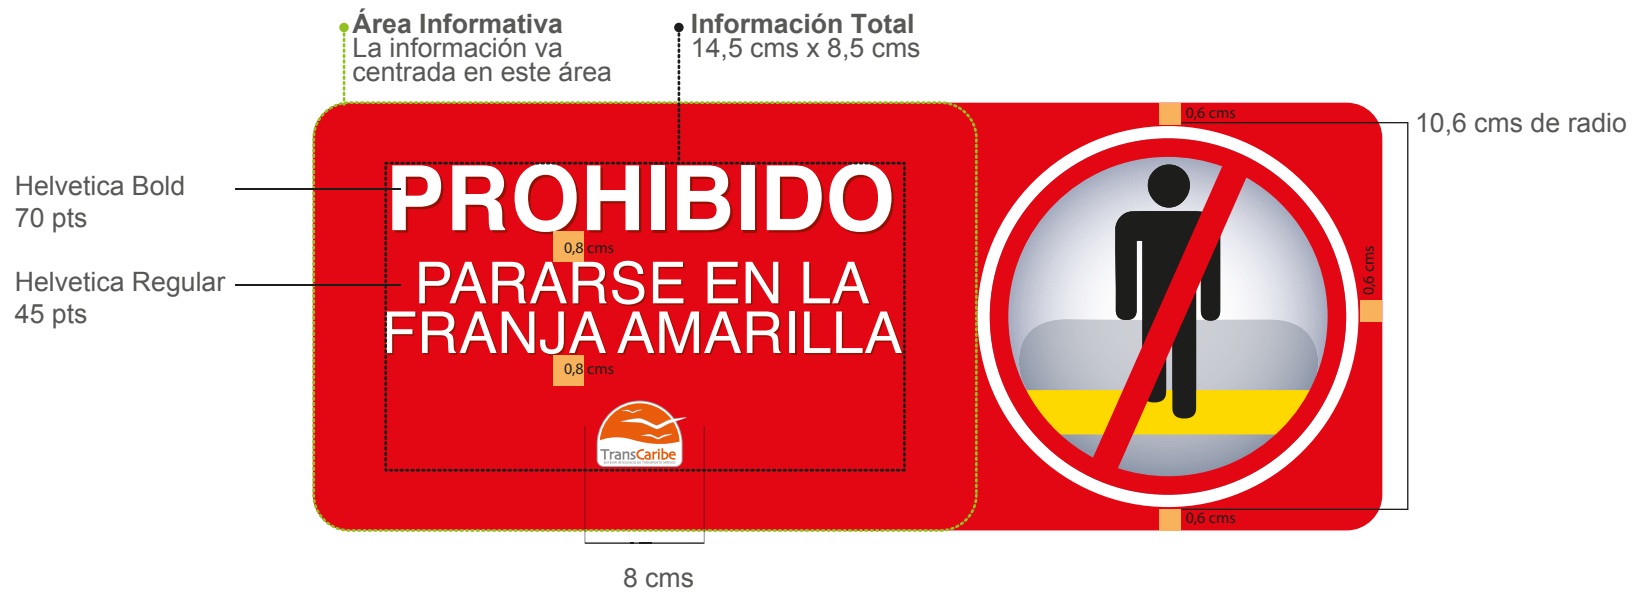 Área Informativa
La información va
centrada en este área
Información Total
14,5 cms x 8,5 cms
0,6 cms
10,6 cms de radio
Helvetica Bold
70 pts
PROHIBIDO
0,8 cms
Helvetica Regular
45 pts
PARARSE EN LA
FRANJA AMARILLA
0,6 cms
0,8 cms
TransCaribe
0,6 cms
8 cms